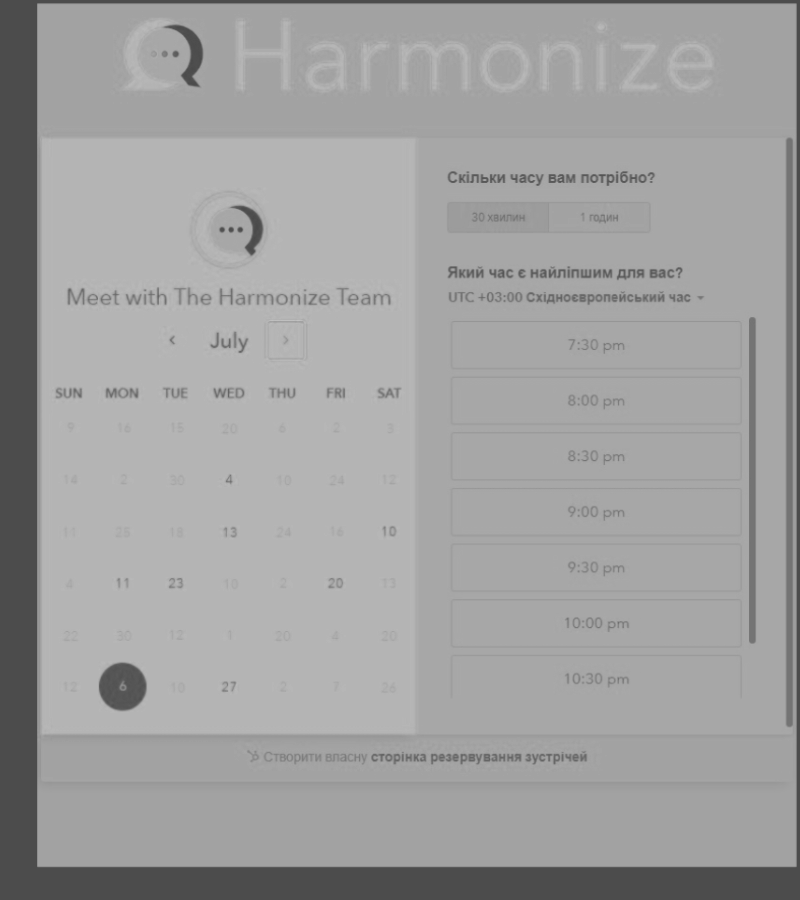 Harmonize
Meet with The Harmonize Team
July
SUN MON TUE WED THU FRI SAT
9 16 15 20 6 2 3
14 2 30 4 10 24 12
11 25 18 13 24 16 10
4 11 23 10 2 20 13
22 30 12 1 20 4 20
12 6 10 27 2 7 26
Скільки часу вам потрібно?
30 хвилин 1 годин
Який час є найліпшим для вас?
UTC +03:00 Східноєвропейський час
7:30 pm
8:00 pm
8:30 pm
9:00 pm
9:30 pm
10:00 pm
10:30 pm
Створити власну сторінка резервування зустрічей